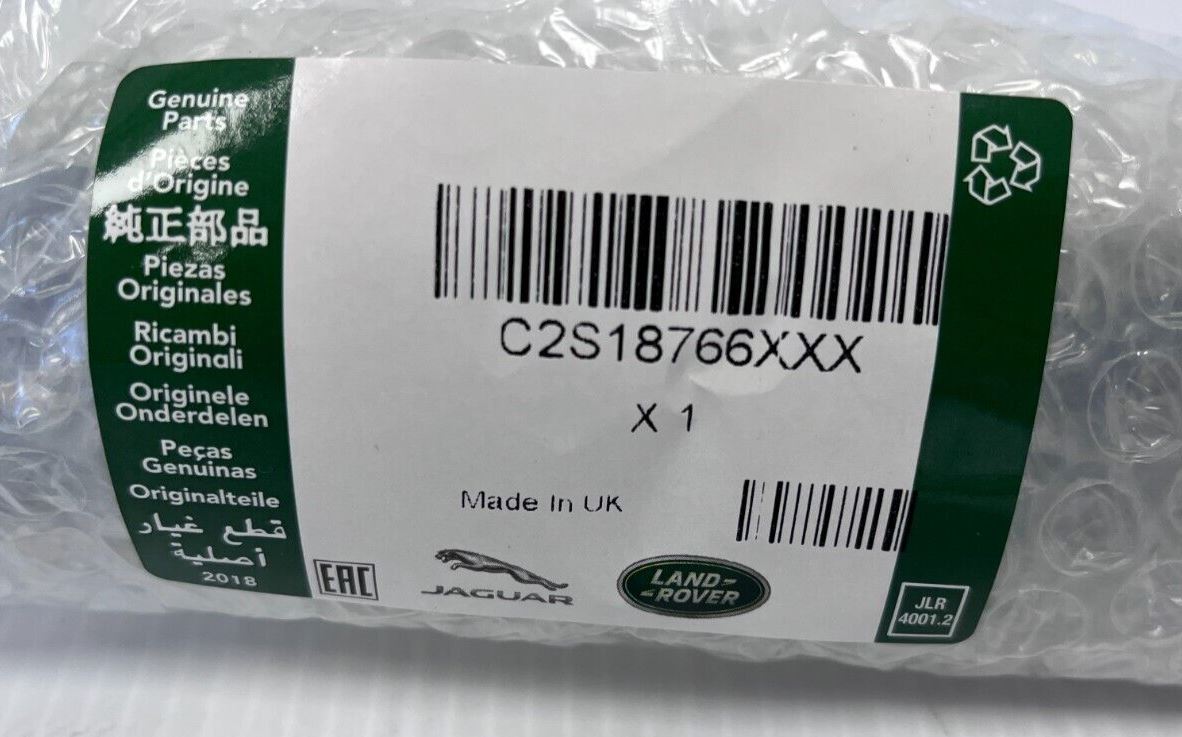 Genuine
Parts
Pièces
d'Origine
純正部品
Piezas
Originales
Ricambi
Originali
Originele
Onderdelen
Peças
Genuinas
Originalteile
قطع غيار
أصلية
2018
C2S18766XXX
X 1
Made In UK
EAC
JAGUAR
LAND-
-ROVER
JLR
4001.2